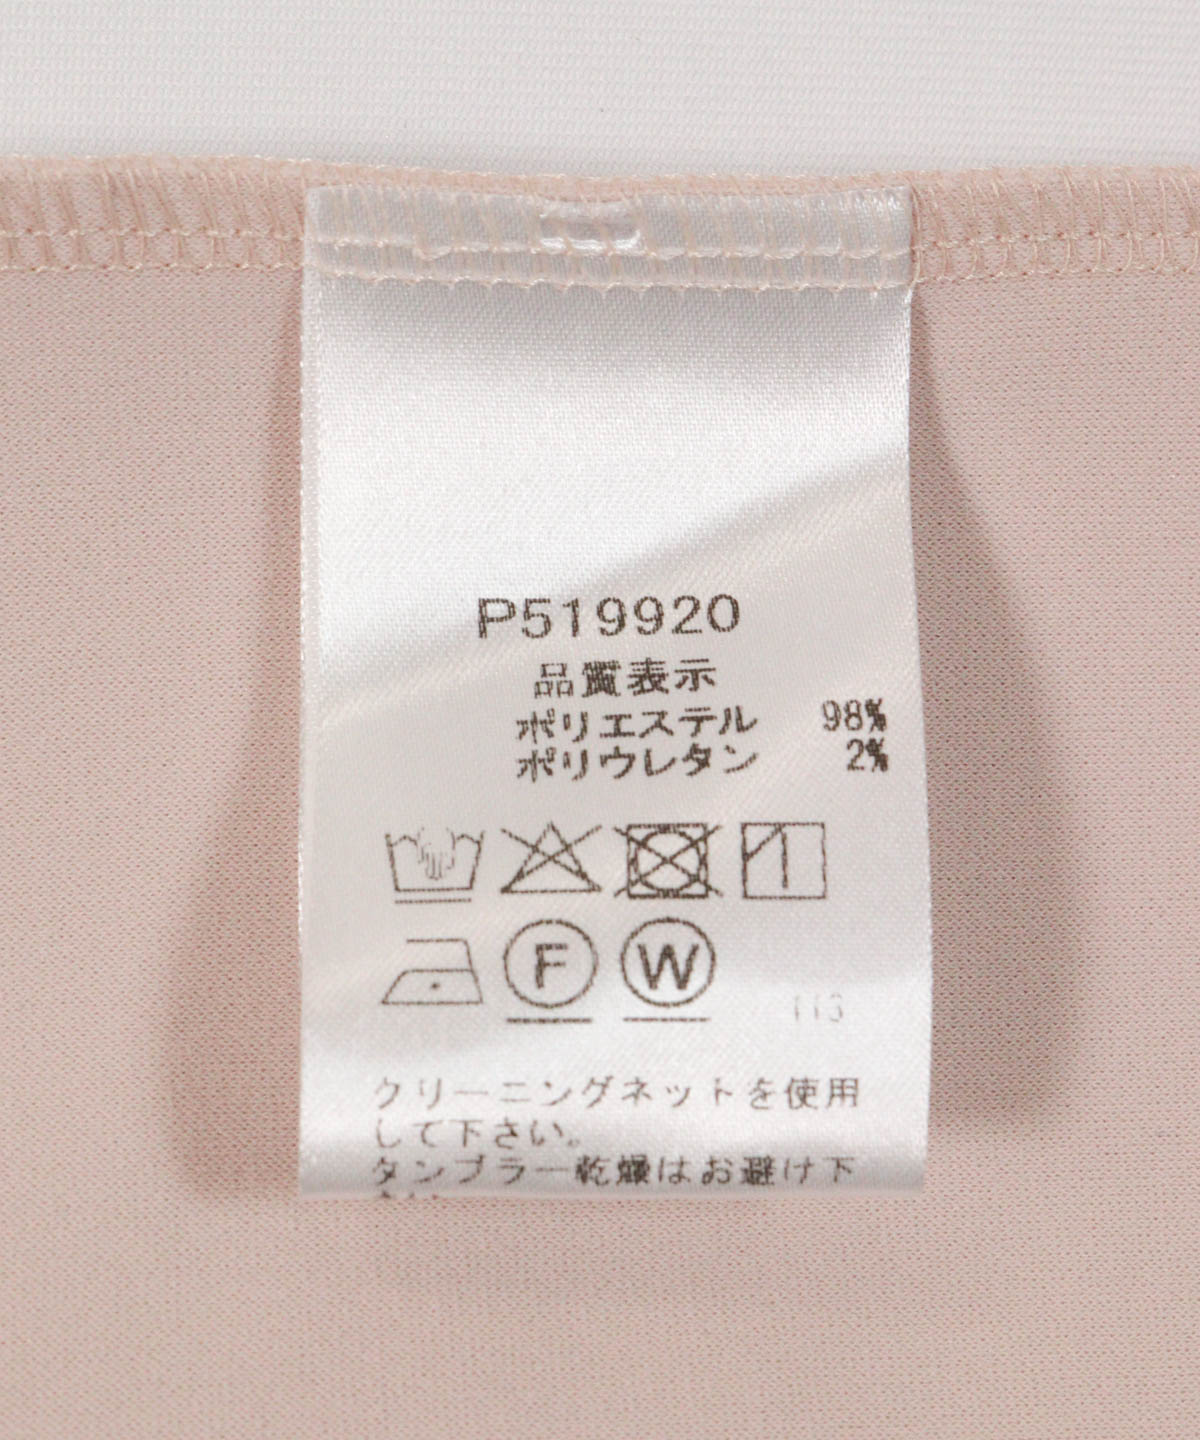 P519920
品質表示
ポリエステル 98%
ポリウレタン 2%
F W
113
クリーニングネットを使用
して下さい。
タンブラー乾燥はお避け下